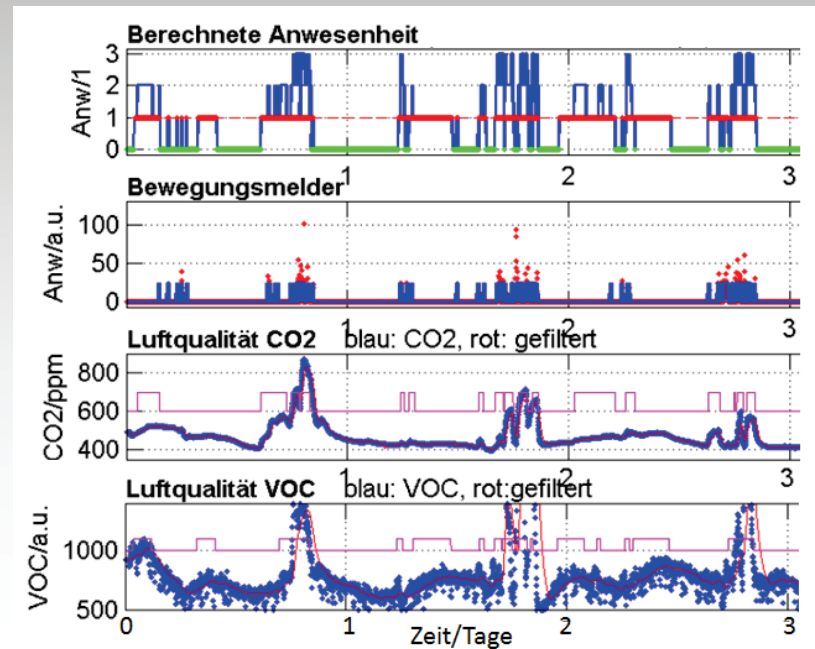 Berechnete Anwesenheit
Anw/1
3
2
1
0
1 2 3
Bewegungsmelder
Anw/a.u.
100
50
0
1 2 3
Luftqualität CO2 blau: CO2, rot: gefiltert
CO2/ppm
800
600
400
1 2 3
Luftqualität VOC blau: VOC, rot:gefiltert
VOC/a.u.
1000
500
0 1 2 3
Zeit/Tage